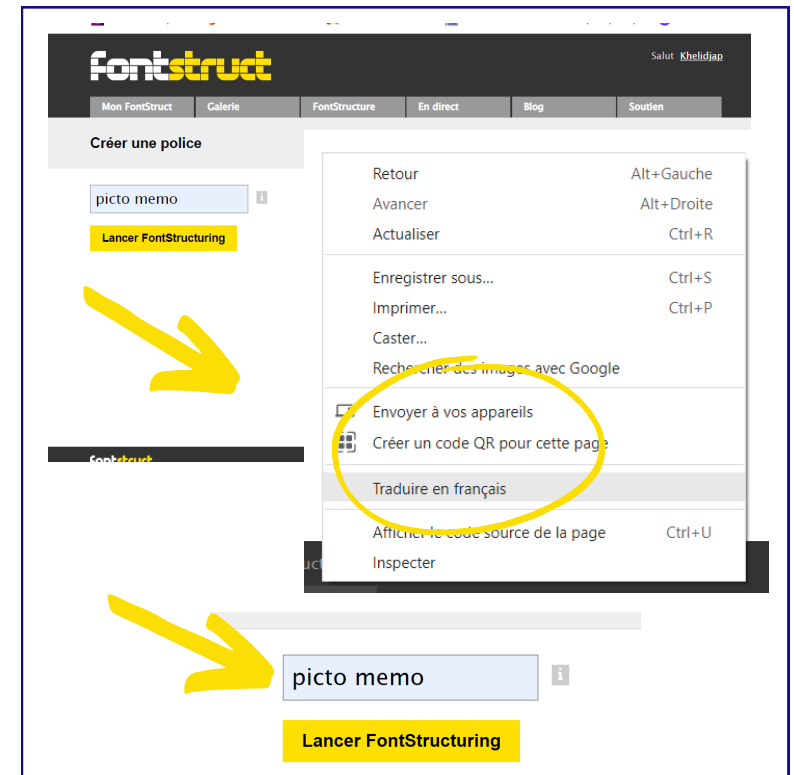 fontstruct
Salut Khelidjap
Mon FontStruct Galerie FontStructure En direct Blog Soutien
Créer une police
picto memo
i
Lancer FontStructuring
Retour Alt+Gauche
Avancer Alt+Droite
Actualiser Ctrl+R
Enregistrer sous... Ctrl+S
Imprimer... Ctrl+P
Caster...
Rechercher des images avec Google
Envoyer à vos appareils
Créer un code QR pour cette page
fontstruct
Traduire en français
Afficher le code source de la page Ctrl+U
Inspecter
picto memo
i
Lancer FontStructuring